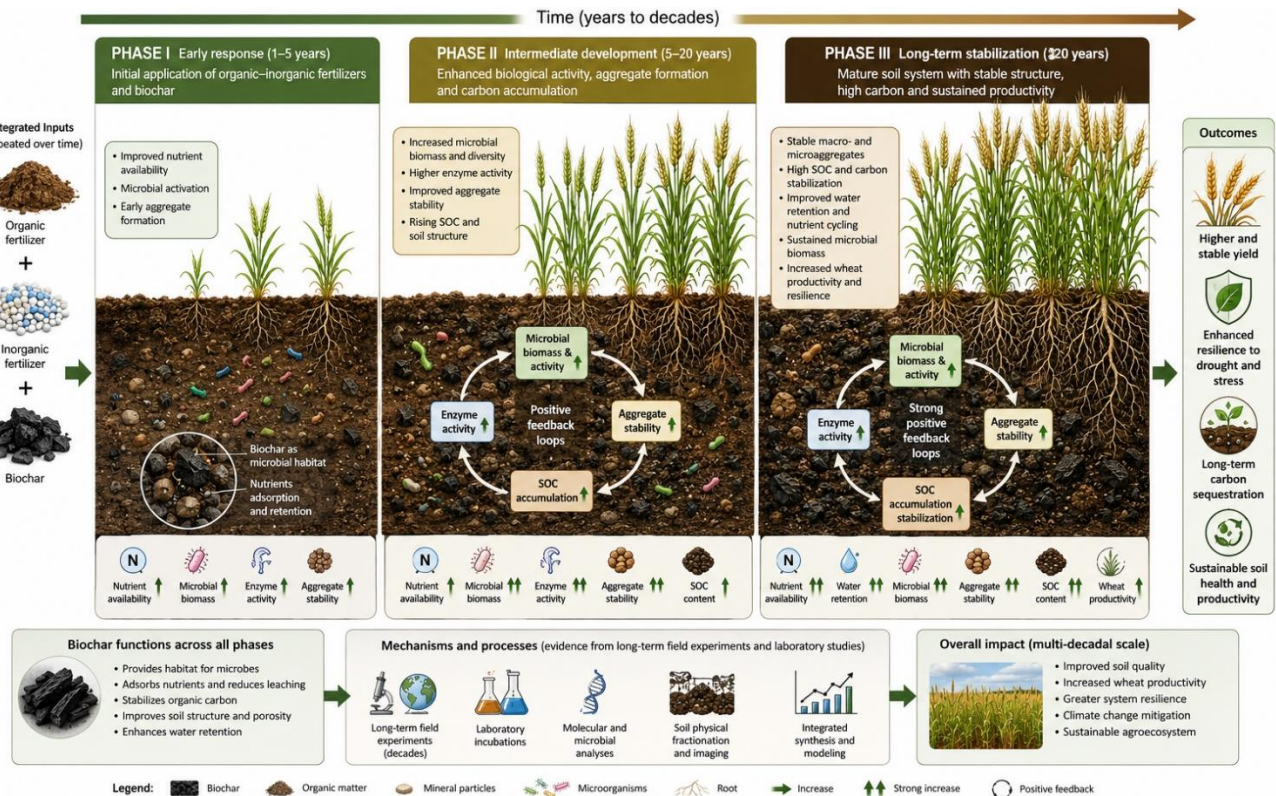 Time (years to decades)
PHASE I Early response (1–5 years)
Initial application of organic–inorganic fertilizers
and biochar
PHASE II Intermediate development (5–20 years)
Enhanced biological activity, aggregate formation
and carbon accumulation
PHASE III Long-term stabilization (20 years)
Mature soil system with stable structure,
high carbon and sustained productivity
tegrated Inputs
peated over time)
Organic
fertilizer
+
Inorganic
fertilizer
+
Biochar
• Improved nutrient
availability
• Microbial activation
• Early aggregate
formation
Biochar as
microbial habitat
Nutrients
adsorption
and retention
N
Nutrient
availability
Microbial
biomass
Enzyme
activity
Aggregate
stability
• Increased microbial
biomass and diversity
• Higher enzyme activity
• Improved aggregate
stability
• Rising SOC and
soil structure
Microbial
biomass &
activity
Enzyme
activity
Positive
feedback
loops
Aggregate
stability
SOC
accumulation
N
Nutrient
availability
Microbial
biomass
Enzyme
activity
Aggregate
stability
SOC
content
• Stable macro- and
microaggregates
• High SOC and carbon
stabilization
• Improved water
retention and
nutrient cycling
• Sustained microbial
biomass
• Increased wheat
productivity and
resilience
Microbial
biomass &
activity
Enzyme
activity
Strong
positive
feedback
loops
Aggregate
stability
SOC
accumulation
stabilization
N
Nutrient
availability
Water
retention
Microbial
biomass
Aggregate
stability
SOC
content
Wheat
productivity
Outcomes
Higher and
stable yield
Enhanced
resilience to
drought and
stress
Long-term
carbon
sequestration
Sustainable soil
health and
productivity
Biochar functions across all phases
• Provides habitat for microbes
• Adsorbs nutrients and reduces leaching
• Stabilizes organic carbon
• Improves soil structure and porosity
• Enhances water retention
Mechanisms and processes (evidence from long-term field experiments and laboratory studies)
Long-term field
experiments
(decades)
Laboratory
incubations
Molecular and
microbial
analyses
Soil physical
fractionation
and imaging
Integrated
synthesis and
modeling
Overall impact (multi-decadal scale)
• Improved soil quality
• Increased wheat productivity
• Greater system resilience
• Climate change mitigation
• Sustainable agroecosystem
Legend: Biochar Organic matter Mineral particles Microorganisms Root Increase Strong increase Positive feedback